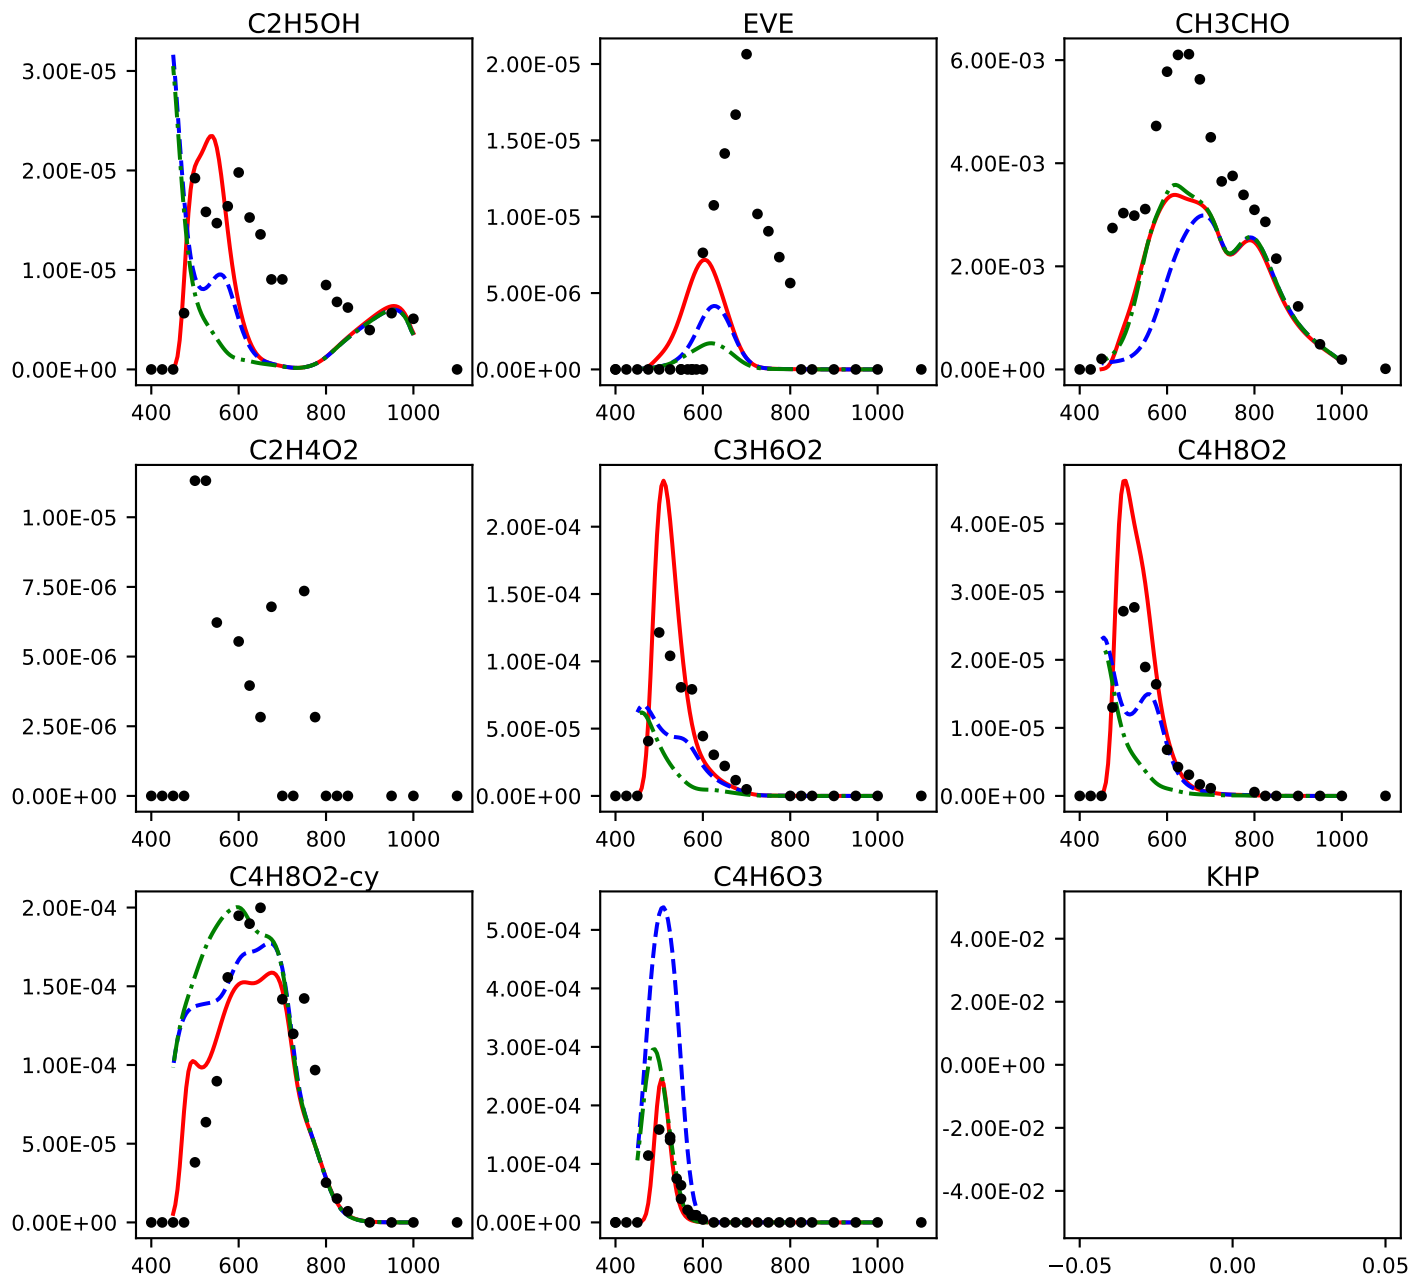 C2H5OH EVE CH3CHO
3.00E-05 2.00E-05 6.00E-03
2.00E-05 1.50E-05 4.00E-03
1.00E-05 1.00E-05 2.00E-03
5.00E-06
0.00E+00 0.00E+00 0.00E+00
400 600 800 1000 400 600 800 1000 400 600 800 1000
C2H4O2 C3H6O2 C4H8O2
1.00E-05 2.00E-04 4.00E-05
7.50E-06 1.50E-04 3.00E-05
5.00E-06 1.00E-04 2.00E-05
2.50E-06 5.00E-05 1.00E-05
0.00E+00 0.00E+00 0.00E+00
400 600 800 1000 400 600 800 1000 400 600 800 1000
C4H8O2-cy C4H6O3 KHP
2.00E-04 5.00E-04 4.00E-02
1.50E-04 4.00E-04 2.00E-02
1.00E-04 3.00E-04 0.00E+00
5.00E-05 2.00E-04 -2.00E-02
1.00E-04 -4.00E-02
0.00E+00 0.00E+00
400 600 800 1000 400 600 800 1000 −0.05 0.00 0.05